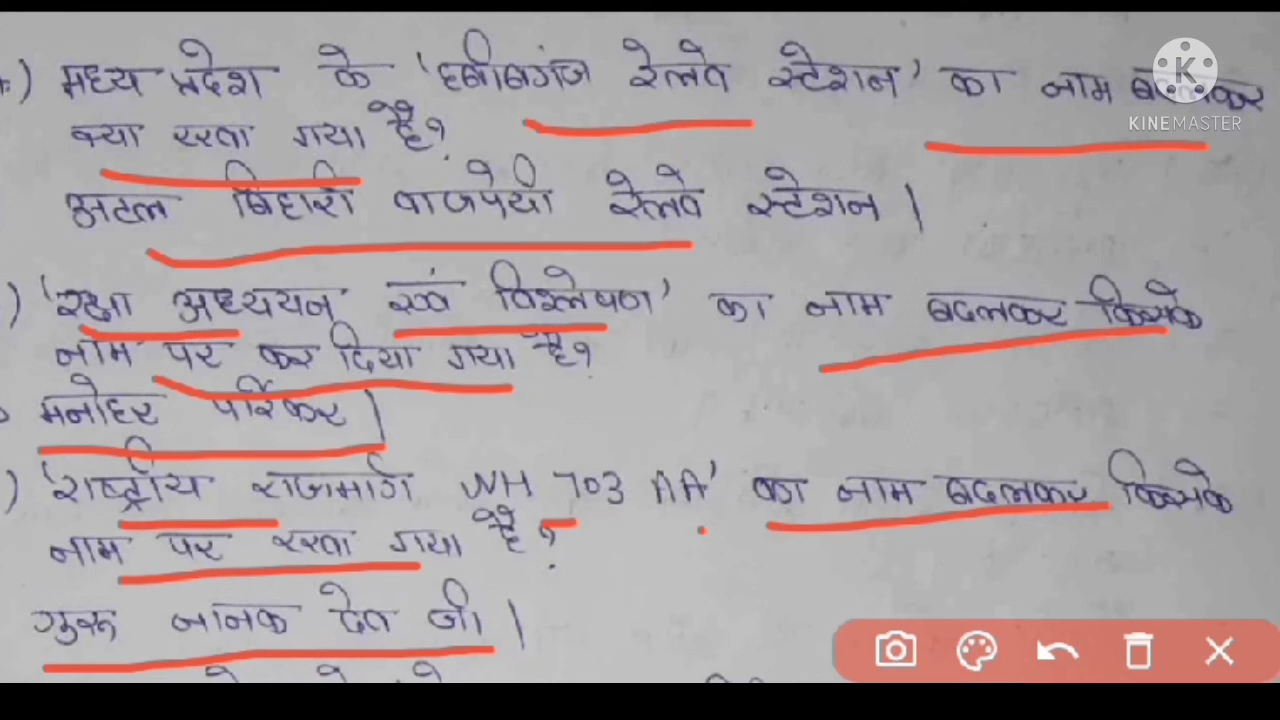 मध्य प्रदेश के 'हबीबगंज रेलवे स्टेशन' का नाम बदलकर
KINEMASTER
क्या रखा गया है?
अटल बिहारी वाजपेयी रेलवे स्टेशन।
) 'रक्षा अध्ययन एवं विश्लेषण' का नाम बदलकर किसके
नाम पर कर दिया गया है?
मनोहर पर्रिकर।
) 'राष्ट्रीय राजमार्ग NH 703 AA' का नाम बदलकर किसके
नाम पर रखा गया है?
गुरू नानक देव जी।